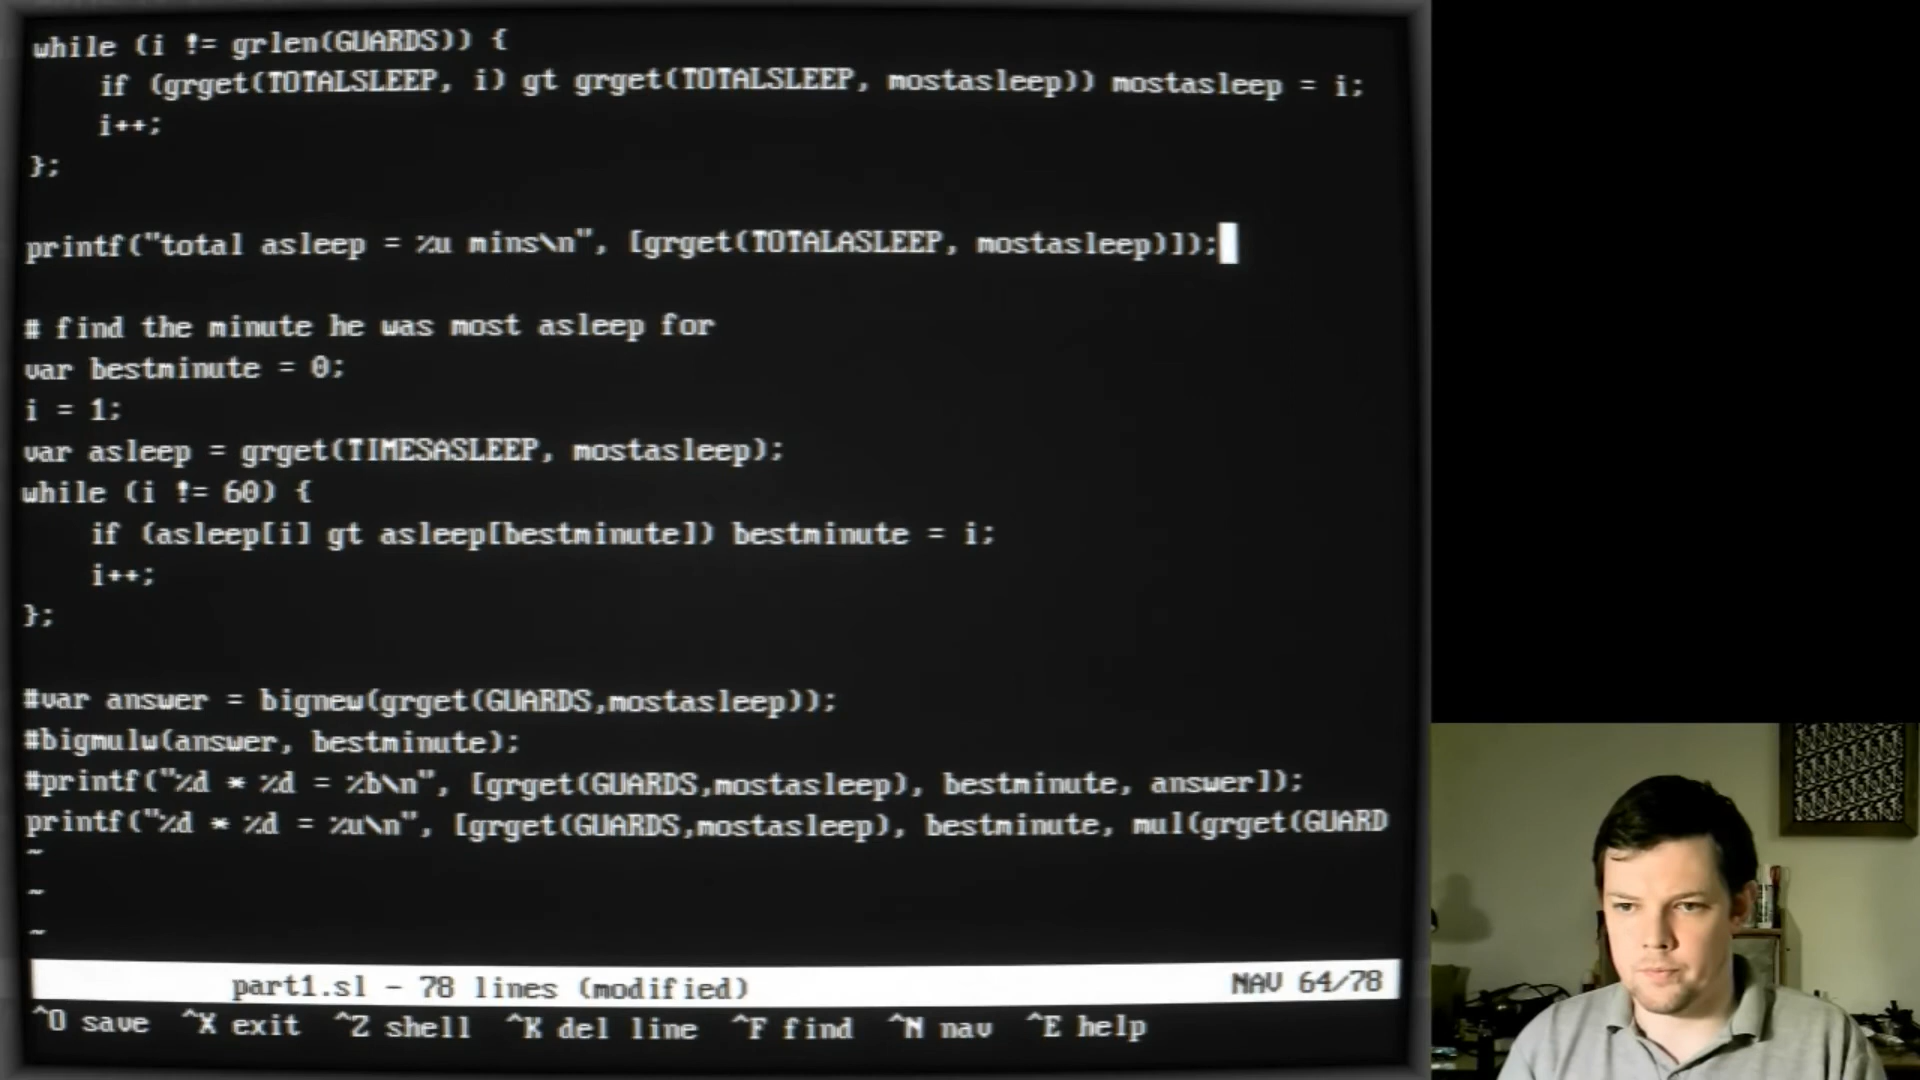 while (i != grlen(GUARDS)) {
    if (grget(TOTALSLEEP, i) gt grget(TOTALSLEEP, mostasleep)) mostasleep = i;
    i++;
};
printf("total asleep = %u mins\n", [grget(TOTALASLEEP, mostasleep)]);
# find the minute he was most asleep for
var bestminute = 0;
i = 1;
var asleep = grget(TIMESASLEEP, mostasleep);
while (i != 60) {
    if (asleep[i] gt asleep[bestminute]) bestminute = i;
    i++;
};
#var answer = bignew(grget(GUARDS,mostasleep));
#bigmulw(answer, bestminute);
#printf("%d * %d = %b\n", [grget(GUARDS,mostasleep), bestminute, answer]);
printf("%d * %d = %u\n", [grget(GUARDS,mostasleep), bestminute, mul(grget(GUARD
~
~
~
part1.sl - 78 lines (modified) NAV 64/78
^O save ^X exit ^Z shell ^K del line ^F find ^N nav ^E help